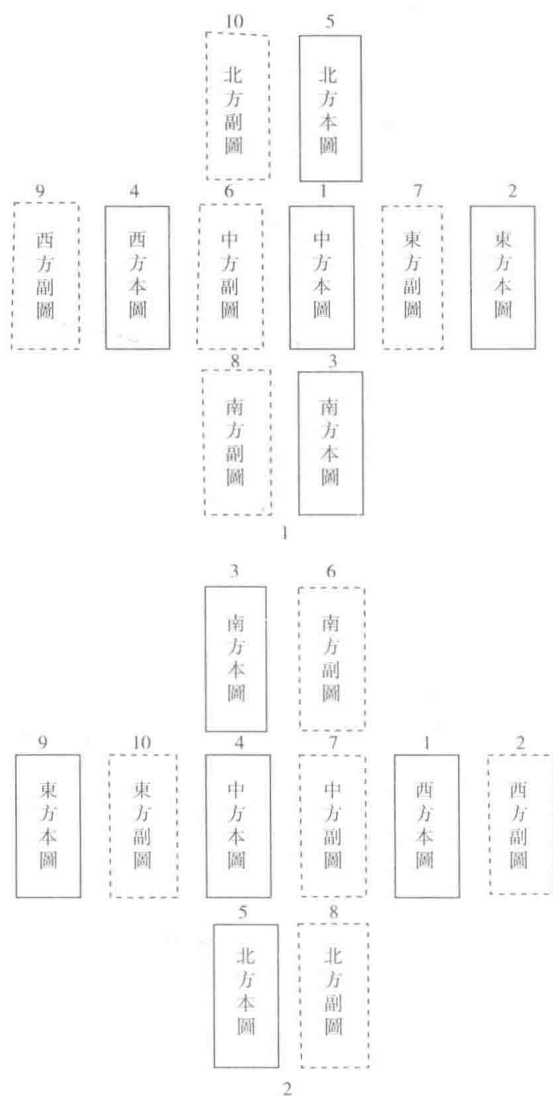 10 5
北方副圖 北方本圖
9 4 6 1 7 2
西方副圖 西方本圖 中方副圖 中方本圖 東方副圖 東方本圖
8 3
南方副圖 南方本圖
1
3 6
南方本圖 南方副圖
9 10 4 7 1 2
東方本圖 東方副圖 中方本圖 中方副圖 西方本圖 西方副圖
5 8
北方本圖 北方副圖
2